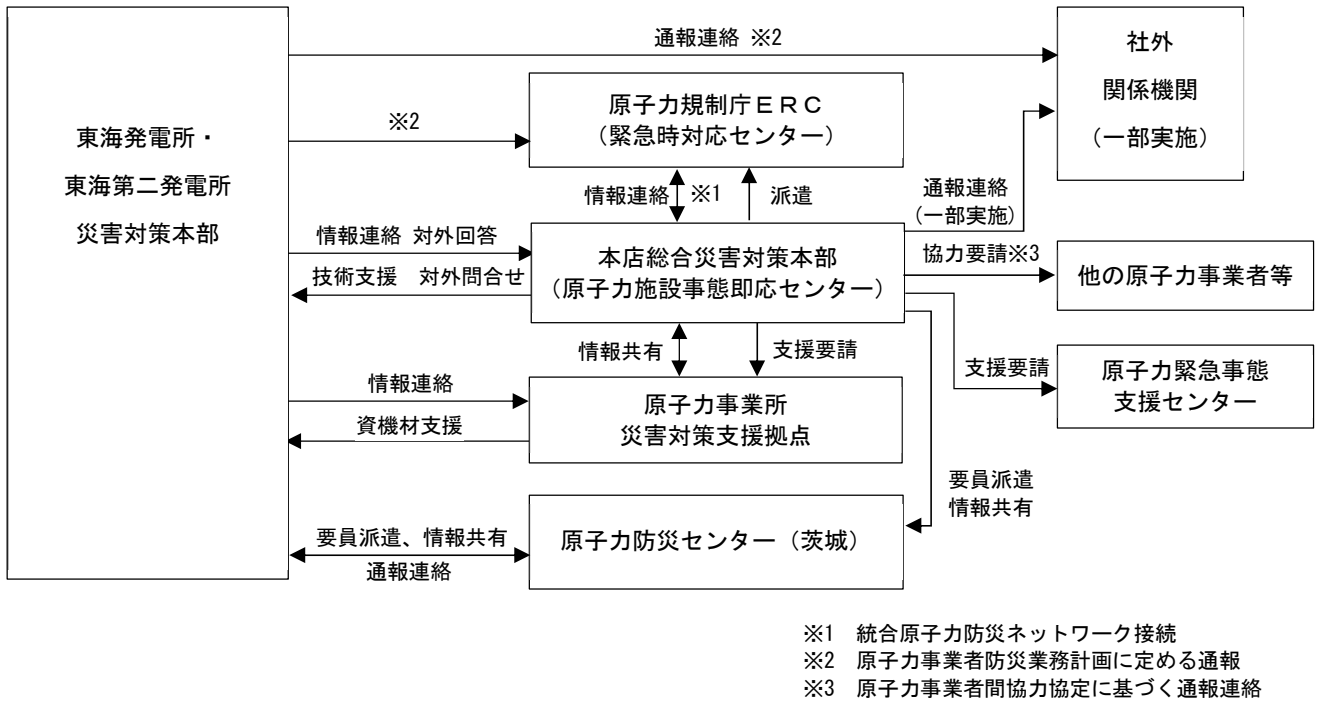 東海発電所・
東海第二発電所
災害対策本部
通報連絡 ※2
社外
関係機関
(一部実施)
※2
原子力規制庁ERC
(緊急時対応センター)
情報連絡 ※1
派遣
通報連絡
(一部実施)
情報連絡 対外回答
技術支援 対外問合せ
本店総合災害対策本部
(原子力施設事態即応センター)
協力要請※3
他の原子力事業者等
情報共有
支援要請
支援要請
原子力緊急事態
支援センター
情報連絡
資機材支援
原子力事業所
災害対策支援拠点
要員派遣
情報共有
要員派遣、情報共有
通報連絡
原子力防災センター(茨城)
※1 統合原子力防災ネットワーク接続
※2 原子力事業者防災業務計画に定める通報
※3 原子力事業者間協力協定に基づく通報連絡